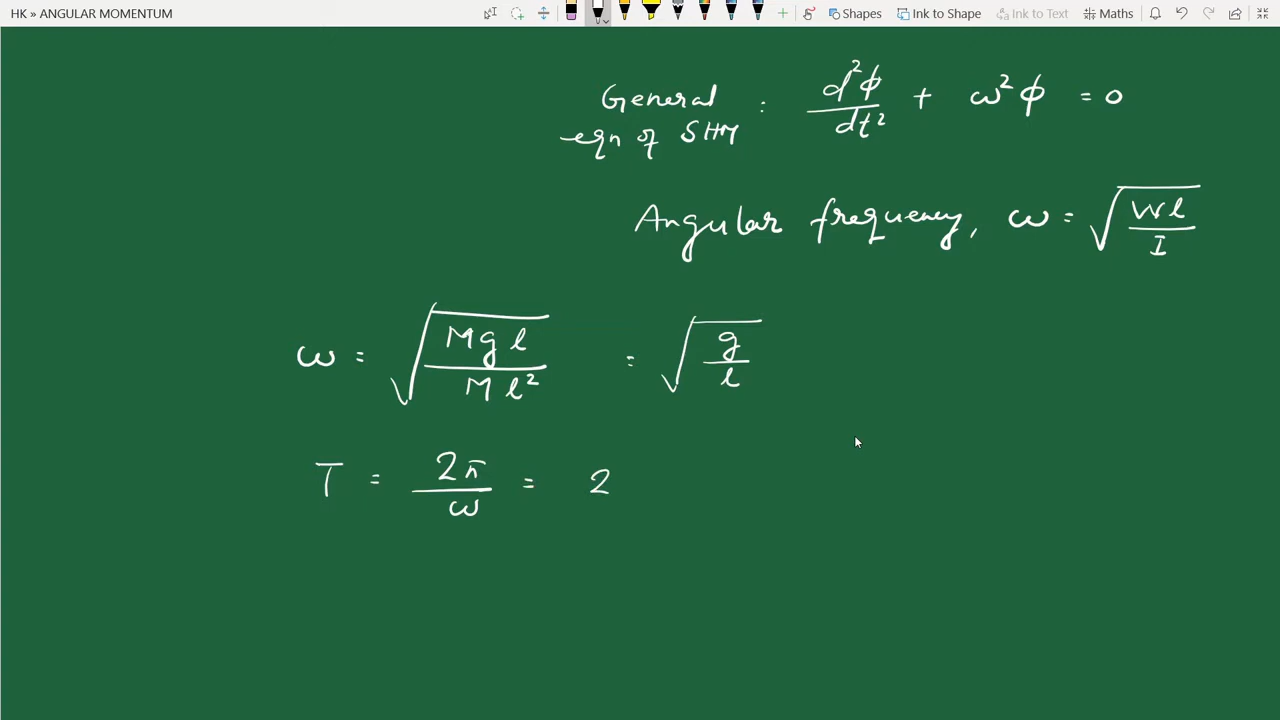 HK » ANGULAR MOMENTUM
Shapes Ink to Shape Ink to Text Maths
General eqn of SHM : d²ϕ/dt² + ω²ϕ = 0
Angular frequency, ω = √(Wl/I)
ω = √(Mgl/Ml²) = √(g/l)
T = 2π/ω = 2